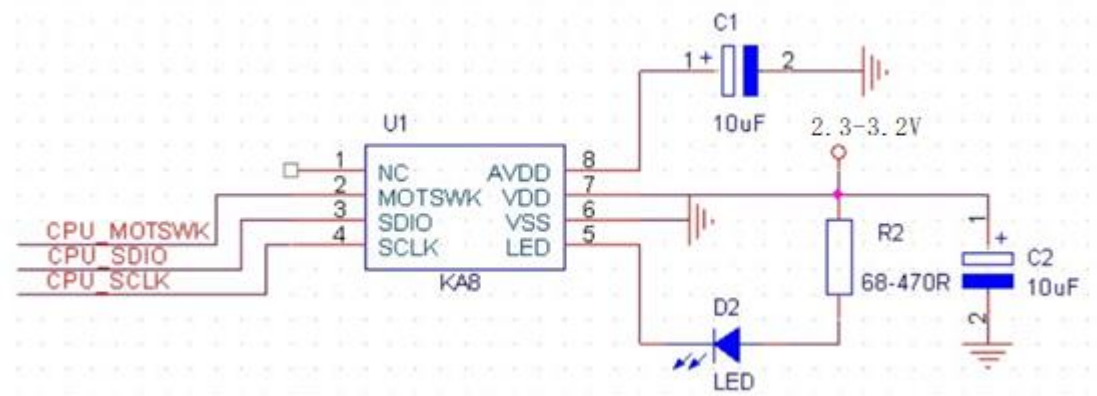 C1
1 + 2
10uF
2.3-3.2V
U1
1 NC AVDD 8
2 MOTSWK VDD 7
3 SDIO VSS 6
4 SCLK LED 5
KA8
CPU_MOTSWK
CPU_SDIO
CPU_SCLK
R2
68-470R
1
+
C2
10uF
2
D2
LED